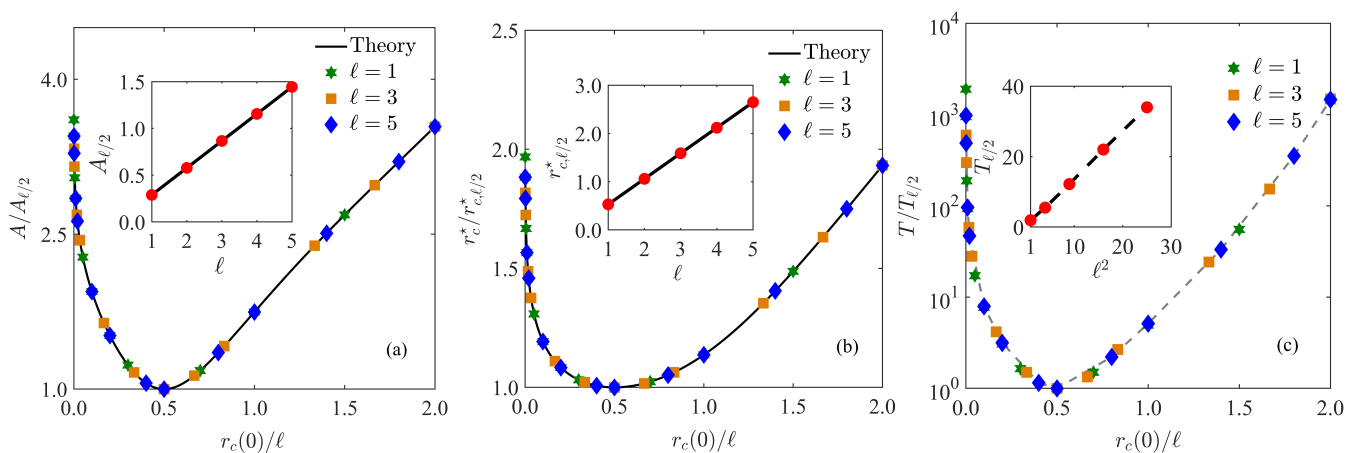 A/A_{ℓ/2}
4.0
2.5
1.0
0.0
0.5
1.0
1.5
2.0
r_c(0)/ℓ
Theory
ℓ = 1
ℓ = 3
ℓ = 5
A_{ℓ/2}
1.5
1.0
0.5
0.0
1
2
3
4
5
ℓ
(a)
r_c^⋆/r_{c,ℓ/2}^⋆
2.5
2.0
1.5
1.0
0.0
0.5
1.0
1.5
2.0
r_c(0)/ℓ
Theory
ℓ = 1
ℓ = 3
ℓ = 5
r_{c,ℓ/2}^⋆
3.0
2.0
1.0
0.0
1
2
3
4
5
ℓ
(b)
T/T_{ℓ/2}
10^4
10^3
10^2
10^1
10^0
0.0
0.5
1.0
1.5
2.0
r_c(0)/ℓ
ℓ = 1
ℓ = 3
ℓ = 5
T_{ℓ/2}
40
20
0
1
10
20
30
ℓ^2
(c)